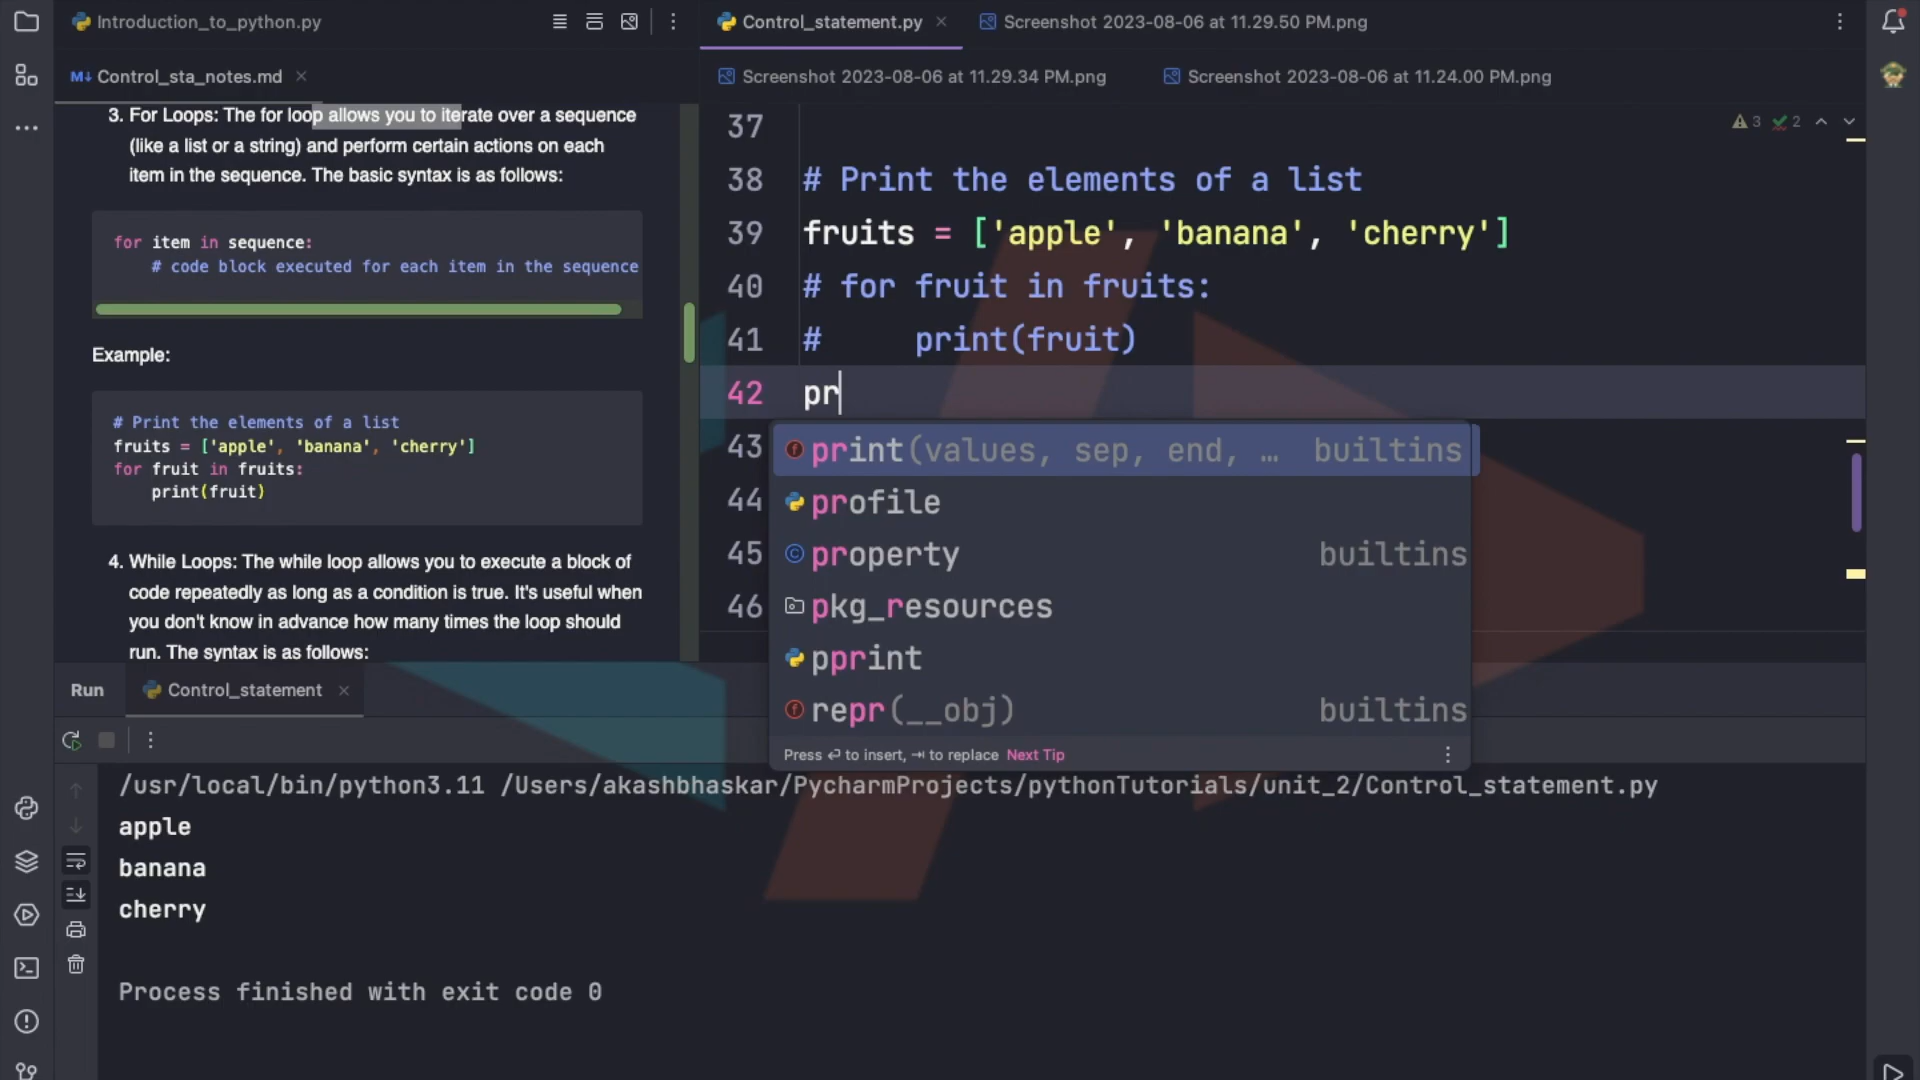 Introduction_to_python.py
Control_statement.py
Screenshot 2023-08-06 at 11.29.50 PM.png
M↓ Control_sta_notes.md
Screenshot 2023-08-06 at 11.29.34 PM.png
Screenshot 2023-08-06 at 11.24.00 PM.png
3. For Loops: The for loop allows you to iterate over a sequence
(like a list or a string) and perform certain actions on each
item in the sequence. The basic syntax is as follows:
for item in sequence:
# code block executed for each item in the sequence
Example:
# Print the elements of a list
fruits = ['apple', 'banana', 'cherry']
for fruit in fruits:
print(fruit)
4. While Loops: The while loop allows you to execute a block of
code repeatedly as long as a condition is true. It's useful when
you don't know in advance how many times the loop should
run. The syntax is as follows:
3 2
37
38 # Print the elements of a list
39 fruits = ['apple', 'banana', 'cherry']
40 # for fruit in fruits:
41 #     print(fruit)
42 pr
43
44
45
46
print(values, sep, end, … builtins
profile
property builtins
pkg_resources
pprint
repr(__obj) builtins
Press ⏎ to insert, ⇥ to replace Next Tip
Run Control_statement
/usr/local/bin/python3.11 /Users/akashbhaskar/PycharmProjects/pythonTutorials/unit_2/Control_statement.py
apple
banana
cherry
Process finished with exit code 0